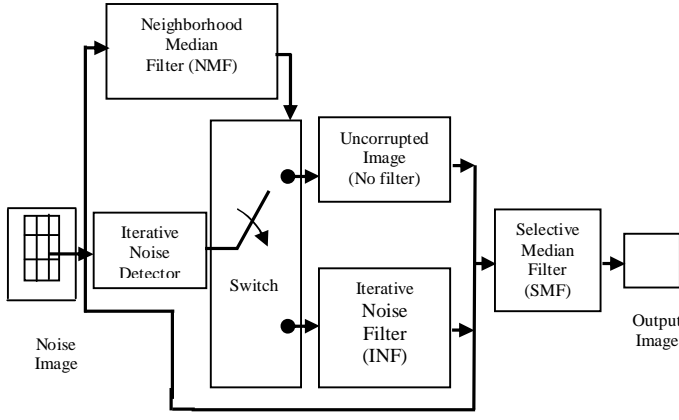 Neighborhood
Median
Filter (NMF)
Uncorrupted
Image
(No filter)
Iterative
Noise
Detector
Switch
Iterative
Noise
Filter
(INF)
Selective
Median
Filter
(SMF)
Noise
Image
Output
Image